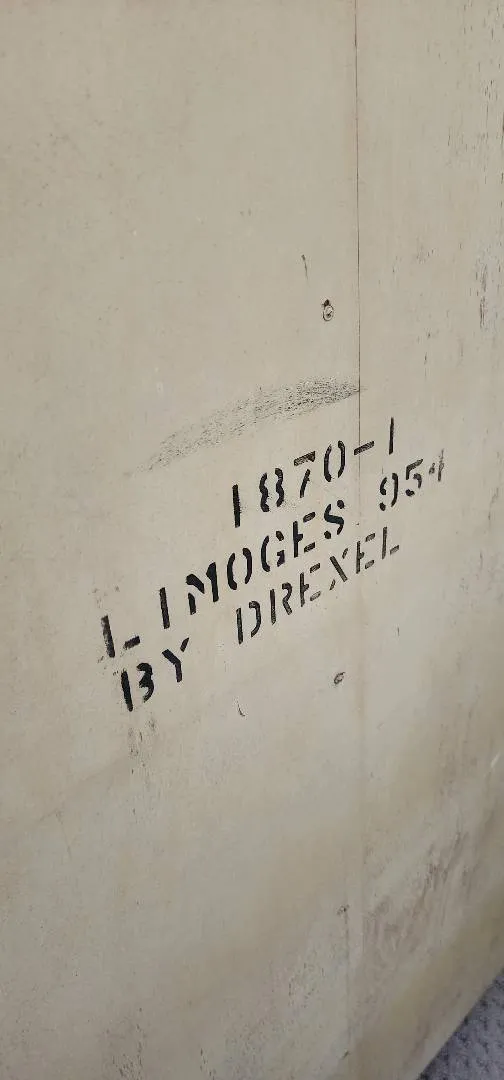 1870-1
LIMOGES 954
BY DREXEL